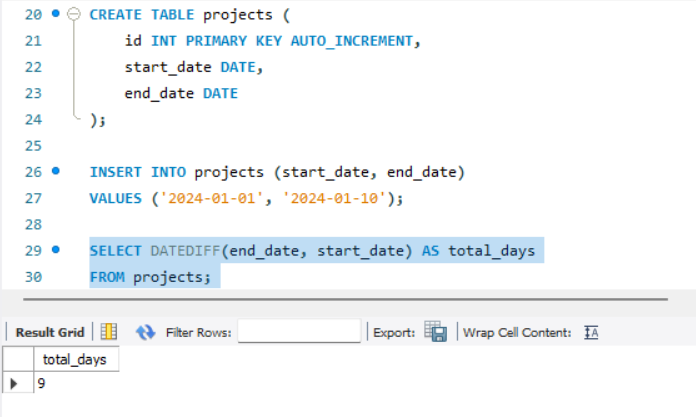 20 CREATE TABLE projects (
21 id INT PRIMARY KEY AUTO_INCREMENT,
22 start_date DATE,
23 end_date DATE
24 );
25
26 INSERT INTO projects (start_date, end_date)
27 VALUES ('2024-01-01', '2024-01-10');
28
29 SELECT DATEDIFF(end_date, start_date) AS total_days
30 FROM projects;
Result Grid Filter Rows: Export: Wrap Cell Content:
total_days
9